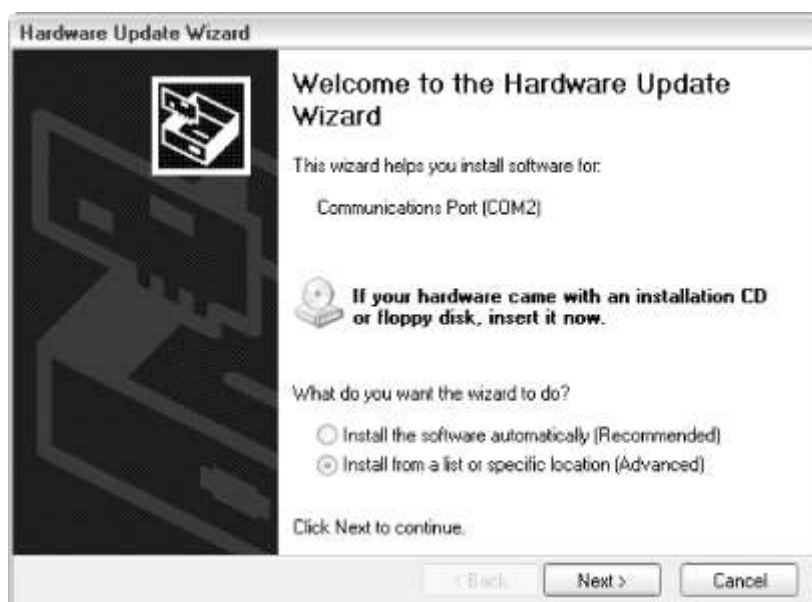 Hardware Update Wizard
Welcome to the Hardware Update
Wizard
This wizard helps you install software for:
Communications Port (COM2)
If your hardware came with an installation CD
or floppy disk, insert it now.
What do you want the wizard to do?
Install the software automatically (Recommended)
Install from a list or specific location (Advanced)
Click Next to continue.
< Back
Next >
Cancel